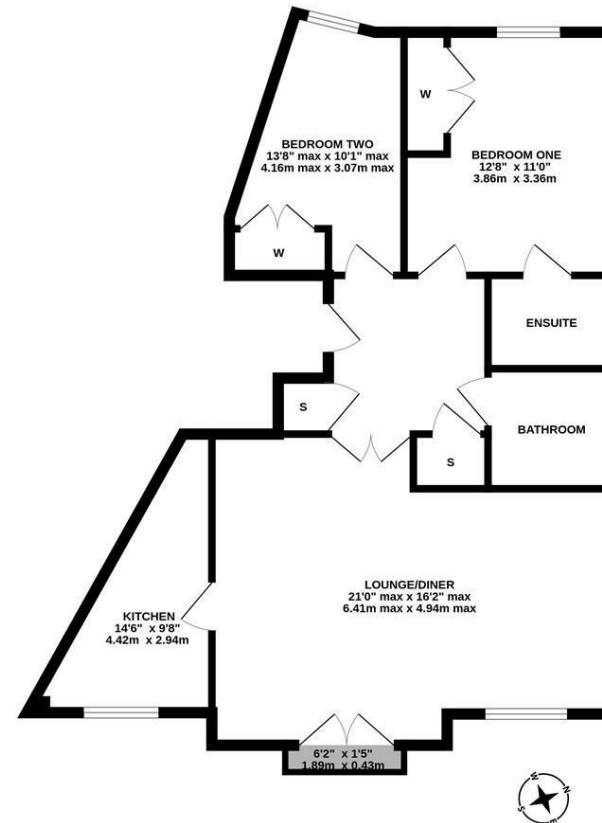 W
BEDROOM TWO
13'8" max x 10'1" max
4.16m max x 3.07m max
BEDROOM ONE
12'8" x 11'0"
3.86m x 3.36m
W
ENSUITE
S
BATHROOM
S
LOUNGE/DINER
21'0" max x 16'2" max
6.41m max x 4.94m max
KITCHEN
14'6" x 9'8"
4.42m x 2.94m
6'2" x 1'5"
1.89m x 0.43m
W
N
S
E